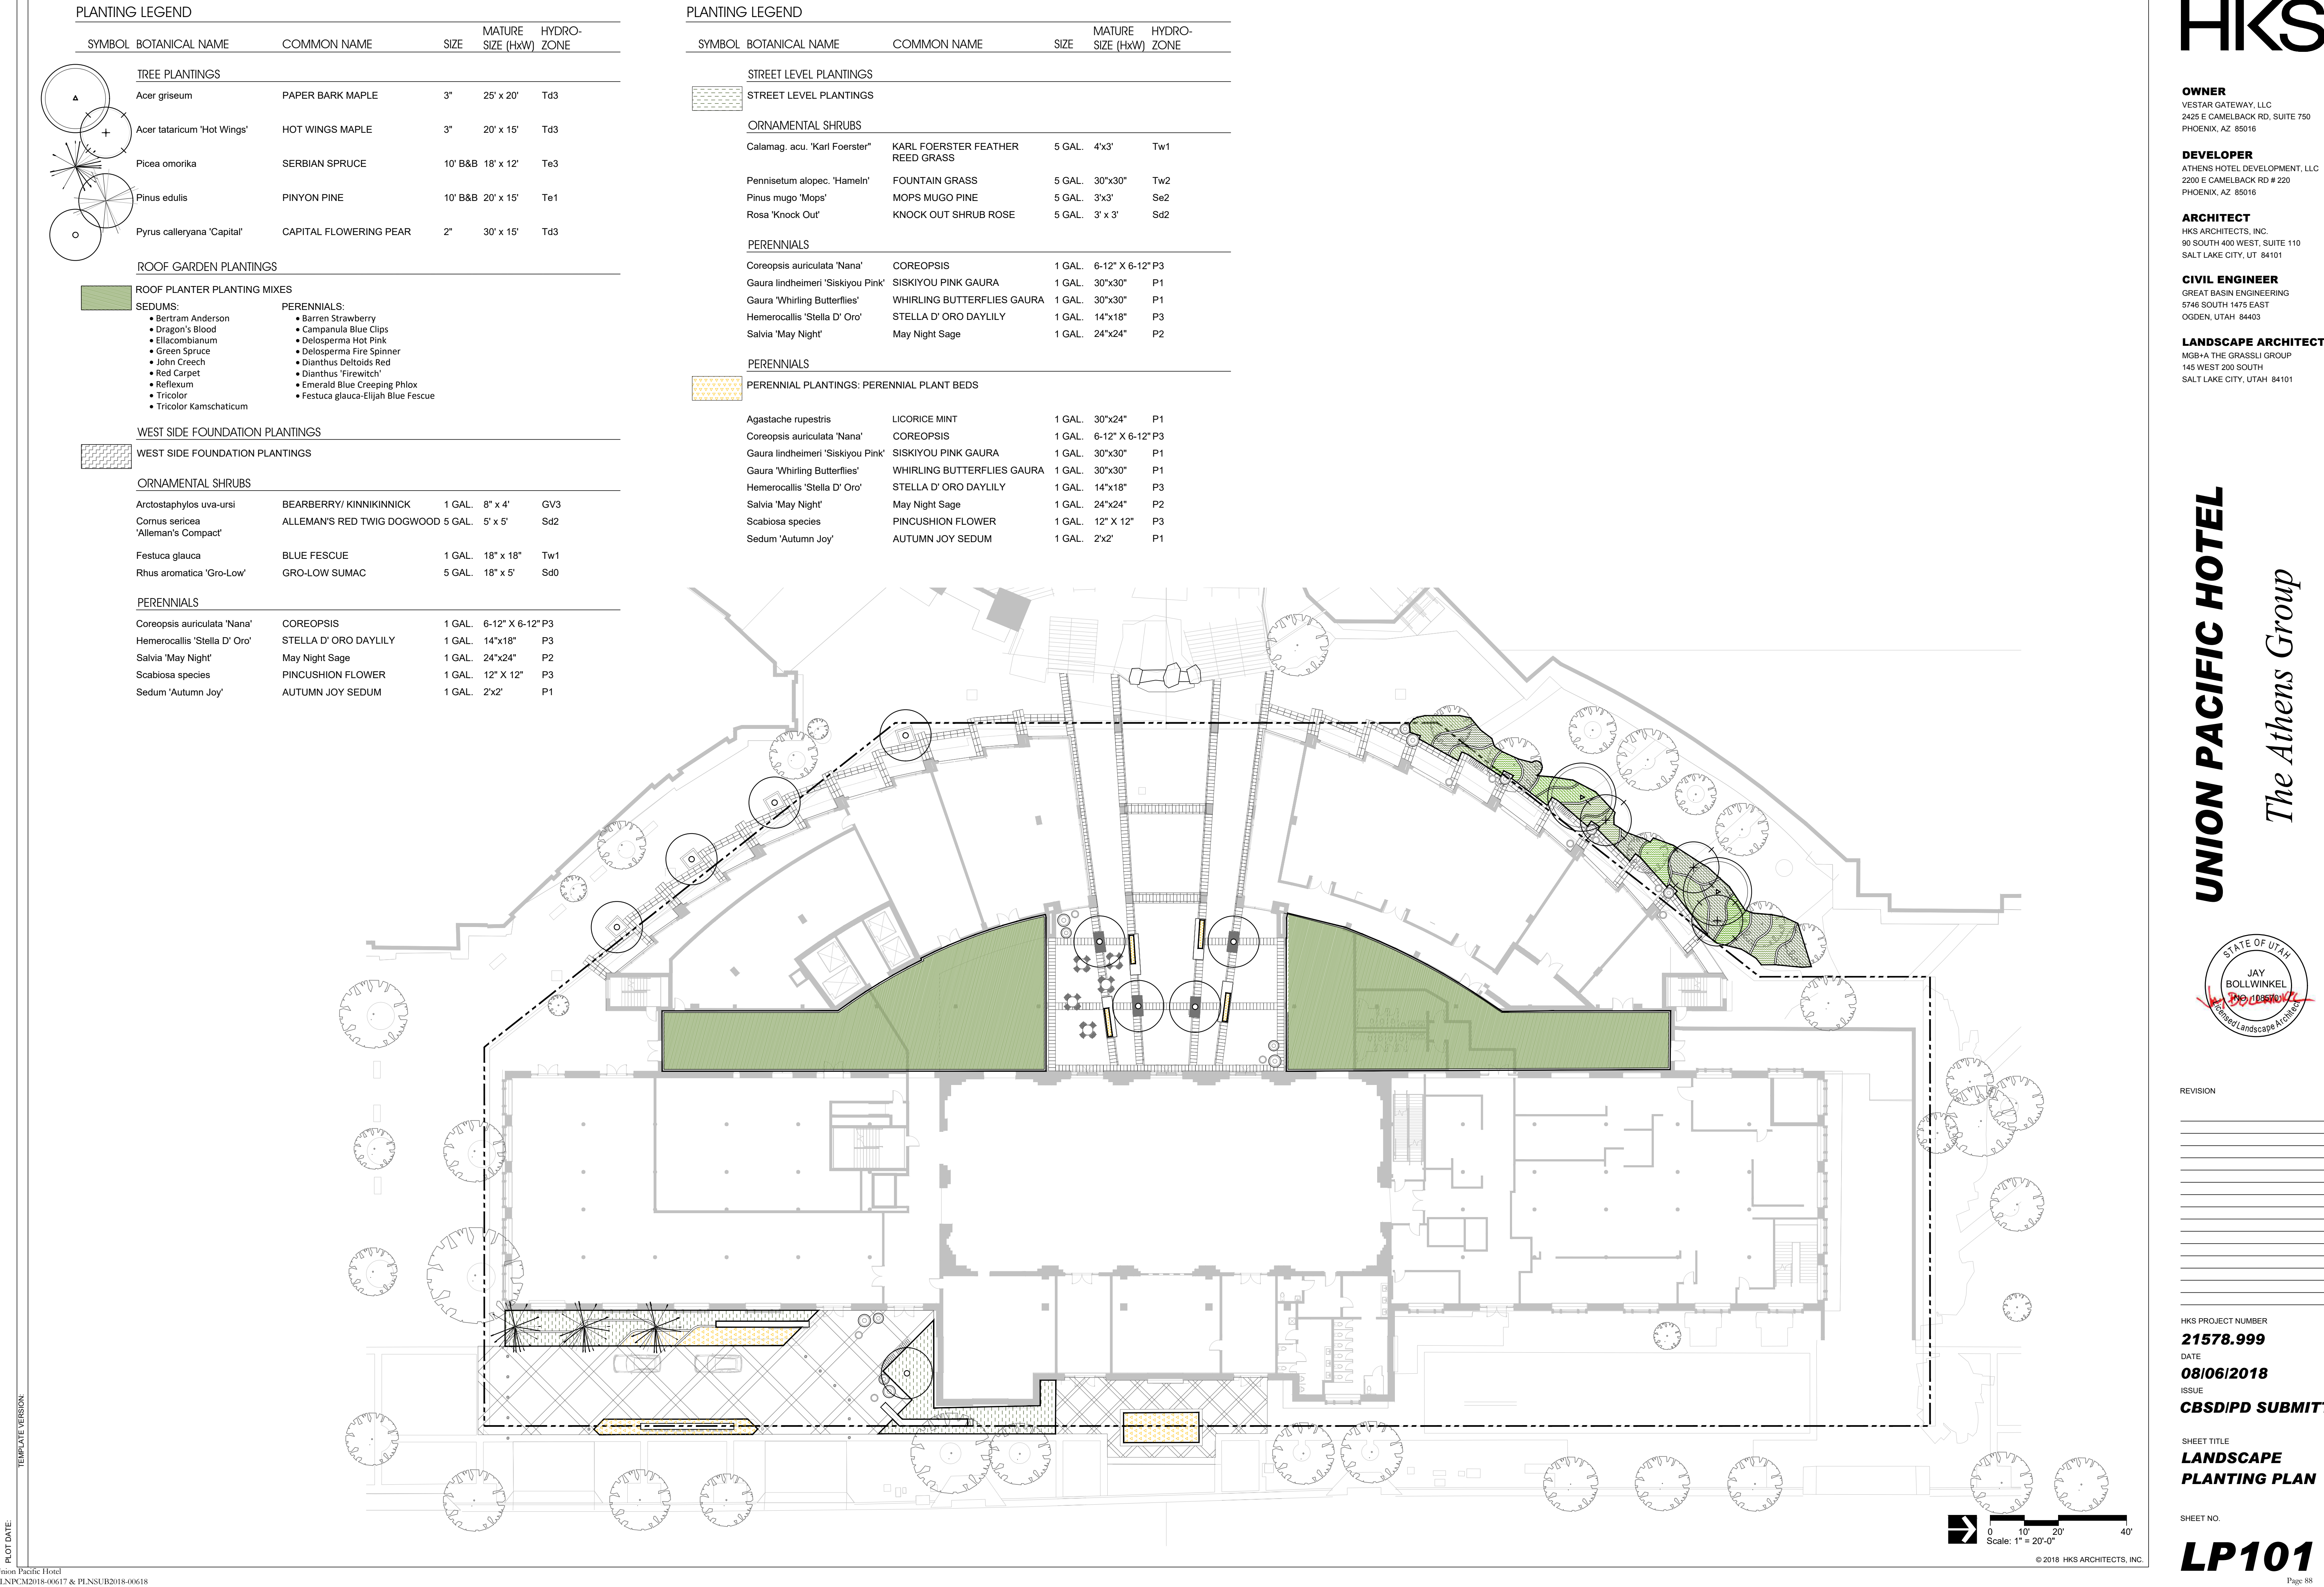 PLANTING LEGEND
SYMBOL BOTANICAL NAME COMMON NAME SIZE MATURE SIZE (HxW) HYDRO-ZONE
TREE PLANTINGS
Acer griseum PAPER BARK MAPLE 3" 25' x 20' Td3
Acer tataricum 'Hot Wings' HOT WINGS MAPLE 3" 20' x 15' Td3
Picea omorika SERBIAN SPRUCE 10' B&B 18' x 12' Te3
Pinus edulis PINYON PINE 10' B&B 20' x 15' Te1
Pyrus calleryana 'Capital' CAPITAL FLOWERING PEAR 2" 30' x 15' Td3
ROOF GARDEN PLANTINGS
ROOF PLANTER PLANTING MIXES
SEDUMS: PERENNIALS:
• Bertram Anderson • Barren Strawberry
• Dragon's Blood • Campanula Blue Clips
• Ellacombianum • Delosperma Hot Pink
• Green Spruce • Delosperma Fire Spinner
• John Creech • Dianthus Deltoids Red
• Red Carpet • Dianthus 'Firewitch'
• Reflexum • Emerald Blue Creeping Phlox
• Tricolor • Festuca glauca-Elijah Blue Fescue
• Tricolor Kamschaticum
WEST SIDE FOUNDATION PLANTINGS
WEST SIDE FOUNDATION PLANTINGS
ORNAMENTAL SHRUBS
Arctostaphylos uva-ursi BEARBERRY/ KINNIKINNICK 1 GAL. 8" x 4' GV3
Cornus sericea ALLEMAN'S RED TWIG DOGWOOD 5 GAL. 5' x 5' Sd2
'Alleman's Compact'
Festuca glauca BLUE FESCUE 1 GAL. 18" x 18" Tw1
Rhus aromatica 'Gro-Low' GRO-LOW SUMAC 5 GAL. 18" x 5' Sd0
PERENNIALS
Coreopsis auriculata 'Nana' COREOPSIS 1 GAL. 6-12" X 6-12" P3
Hemerocallis 'Stella D' Oro' STELLA D' ORO DAYLILY 1 GAL. 14"x18" P3
Salvia 'May Night' May Night Sage 1 GAL. 24"x24" P2
Scabiosa species PINCUSHION FLOWER 1 GAL. 12" X 12" P3
Sedum 'Autumn Joy' AUTUMN JOY SEDUM 1 GAL. 2'x2' P1
PLANTING LEGEND
SYMBOL BOTANICAL NAME COMMON NAME SIZE MATURE SIZE (HxW) HYDRO-ZONE
STREET LEVEL PLANTINGS
STREET LEVEL PLANTINGS
ORNAMENTAL SHRUBS
Calamag. acu. 'Karl Foerster" KARL FOERSTER FEATHER 5 GAL. 4'x3' Tw1
REED GRASS
Pennisetum alopec. 'Hameln' FOUNTAIN GRASS 5 GAL. 30"x30" Tw2
Pinus mugo 'Mops' MOPS MUGO PINE 5 GAL. 3'x3' Se2
Rosa 'Knock Out' KNOCK OUT SHRUB ROSE 5 GAL. 3' x 3' Sd2
PERENNIALS
Coreopsis auriculata 'Nana' COREOPSIS 1 GAL. 6-12" X 6-12" P3
Gaura lindheimeri 'Siskiyou Pink' SISKIYOU PINK GAURA 1 GAL. 30"x30" P1
Gaura 'Whirling Butterflies' WHIRLING BUTTERFLIES GAURA 1 GAL. 30"x30" P1
Hemerocallis 'Stella D' Oro' STELLA D' ORO DAYLILY 1 GAL. 14"x18" P3
Salvia 'May Night' May Night Sage 1 GAL. 24"x24" P2
PERENNIALS
PERENNIAL PLANTINGS: PERENNIAL PLANT BEDS
Agastache rupestris LICORICE MINT 1 GAL. 30"x24" P1
Coreopsis auriculata 'Nana' COREOPSIS 1 GAL. 6-12" X 6-12" P3
Gaura lindheimeri 'Siskiyou Pink' SISKIYOU PINK GAURA 1 GAL. 30"x30" P1
Gaura 'Whirling Butterflies' WHIRLING BUTTERFLIES GAURA 1 GAL. 30"x30" P1
Hemerocallis 'Stella D' Oro' STELLA D' ORO DAYLILY 1 GAL. 14"x18" P3
Salvia 'May Night' May Night Sage 1 GAL. 24"x24" P2
Scabiosa species PINCUSHION FLOWER 1 GAL. 12" X 12" P3
Sedum 'Autumn Joy' AUTUMN JOY SEDUM 1 GAL. 2'x2' P1
0 10' 20' 40'
Scale: 1" = 20'-0"
© 2018 HKS ARCHITECTS, INC.
HKS
OWNER
VESTAR GATEWAY, LLC
2425 E CAMELBACK RD, SUITE 750
PHOENIX, AZ 85016
DEVELOPER
ATHENS HOTEL DEVELOPMENT, LLC
2200 E CAMELBACK RD # 220
PHOENIX, AZ 85016
ARCHITECT
HKS ARCHITECTS, INC.
90 SOUTH 400 WEST, SUITE 110
SALT LAKE CITY, UT 84101
CIVIL ENGINEER
GREAT BASIN ENGINEERING
5746 SOUTH 1475 EAST
OGDEN, UTAH 84403
LANDSCAPE ARCHITECT
MGB+A THE GRASSLI GROUP
145 WEST 200 SOUTH
SALT LAKE CITY, UTAH 84101
UNION PACIFIC HOTEL
The Athens Group
STATE OF UTAH
JAY
BOLLWINKEL
Licensed Landscape Architect
REVISION
HKS PROJECT NUMBER
21578.999
DATE
08/06/2018
ISSUE
CBSD/PD SUBMITT
SHEET TITLE
LANDSCAPE
PLANTING PLAN
SHEET NO.
LP101
TEMPLATE VERSION:
PLOT DATE:
nion Pacific Hotel
LNPCM2018-00617 & PLNSUB2018-00618
Page 88